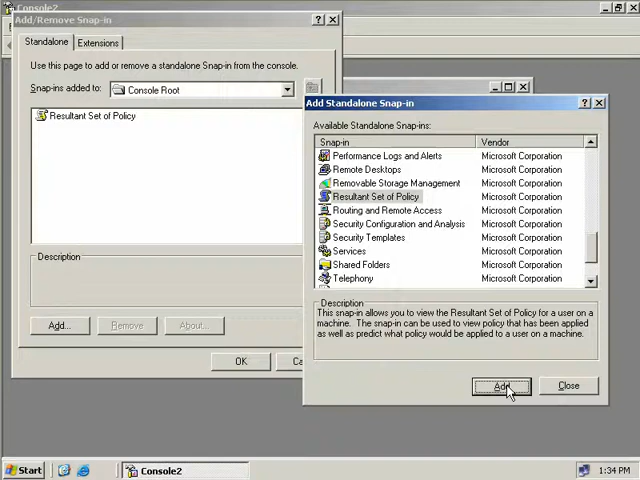 Console2
Add/Remove Snap-in
Standalone
Extensions
Use this page to add or remove a standalone Snap-in from the console.
Snap-ins added to:
Console Root
Resultant Set of Policy
Description
Add...
Remove
About...
OK
Add Standalone Snap-in
Available Standalone Snap-ins:
Snap-in Vendor
Performance Logs and Alerts Microsoft Corporation
Remote Desktops Microsoft Corporation
Removable Storage Management Microsoft Corporation
Resultant Set of Policy Microsoft Corporation
Routing and Remote Access Microsoft Corporation
Security Configuration and Analysis Microsoft Corporation
Security Templates Microsoft Corporation
Services Microsoft Corporation
Shared Folders Microsoft Corporation
Telephony Microsoft Corporation
Description
This snap-in allows you to view the Resultant Set of Policy for a user on a
machine. The snap-in can be used to view policy that has been applied
as well as predict what policy would be applied to a user on a machine.
Add
Close
Start
Console2
1:34 PM